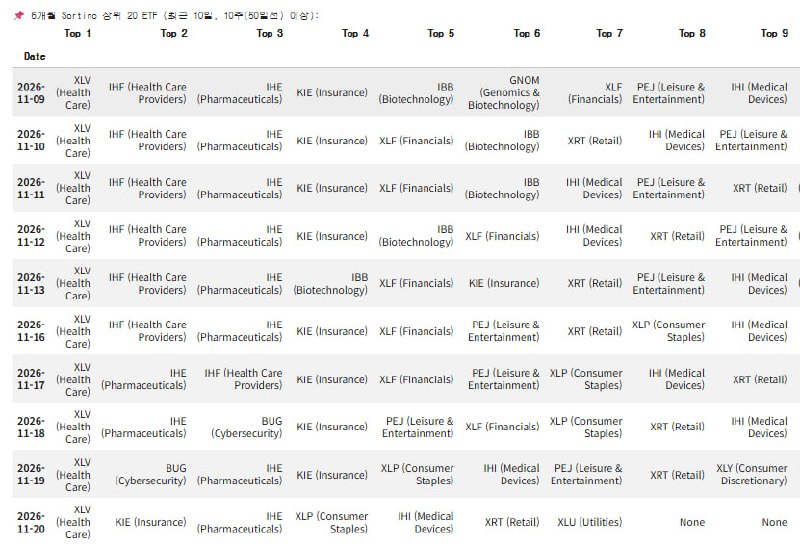 📌 6개월 Sortino 상위 20 ETF (최근 10일, 10주(50일선) 이상):
Top 1 Top 2 Top 3 Top 4 Top 5 Top 6 Top 7 Top 8 Top 9
Date
2026-11-09 XLV (Health Care) IHF (Health Care Providers) IHE (Pharmaceuticals) KIE (Insurance) IBB (Biotechnology) GNOM (Genomics & Biotechnology) XLF (Financials) PEJ (Leisure & Entertainment) IHI (Medical Devices)
2026-11-10 XLV (Health Care) IHF (Health Care Providers) IHE (Pharmaceuticals) KIE (Insurance) XLF (Financials) IBB (Biotechnology) XRT (Retail) IHI (Medical Devices) PEJ (Leisure & Entertainment)
2026-11-11 XLV (Health Care) IHF (Health Care Providers) IHE (Pharmaceuticals) KIE (Insurance) XLF (Financials) IBB (Biotechnology) IHI (Medical Devices) PEJ (Leisure & Entertainment) XRT (Retail)
2026-11-12 XLV (Health Care) IHF (Health Care Providers) IHE (Pharmaceuticals) KIE (Insurance) IBB (Biotechnology) XLF (Financials) IHI (Medical Devices) XRT (Retail) PEJ (Leisure & Entertainment)
2026-11-13 XLV (Health Care) IHF (Health Care Providers) IHE (Pharmaceuticals) IBB (Biotechnology) XLF (Financials) KIE (Insurance) XRT (Retail) PEJ (Leisure & Entertainment) IHI (Medical Devices)
2026-11-16 XLV (Health Care) IHF (Health Care Providers) IHE (Pharmaceuticals) KIE (Insurance) XLF (Financials) PEJ (Leisure & Entertainment) XRT (Retail) XLP (Consumer Staples) IHI (Medical Devices)
2026-11-17 XLV (Health Care) IHE (Pharmaceuticals) IHF (Health Care Providers) KIE (Insurance) XLF (Financials) PEJ (Leisure & Entertainment) XLP (Consumer Staples) IHI (Medical Devices) XRT (Retail)
2026-11-18 XLV (Health Care) IHE (Pharmaceuticals) BUG (Cybersecurity) KIE (Insurance) PEJ (Leisure & Entertainment) XLF (Financials) XLP (Consumer Staples) XRT (Retail) IHI (Medical Devices)
2026-11-19 XLV (Health Care) BUG (Cybersecurity) IHE (Pharmaceuticals) KIE (Insurance) XLP (Consumer Staples) IHI (Medical Devices) PEJ (Leisure & Entertainment) XRT (Retail) XLY (Consumer Discretionary)
2026-11-20 XLV (Health Care) KIE (Insurance) IHE (Pharmaceuticals) XLP (Consumer Staples) IHI (Medical Devices) XRT (Retail) XLU (Utilities) None None